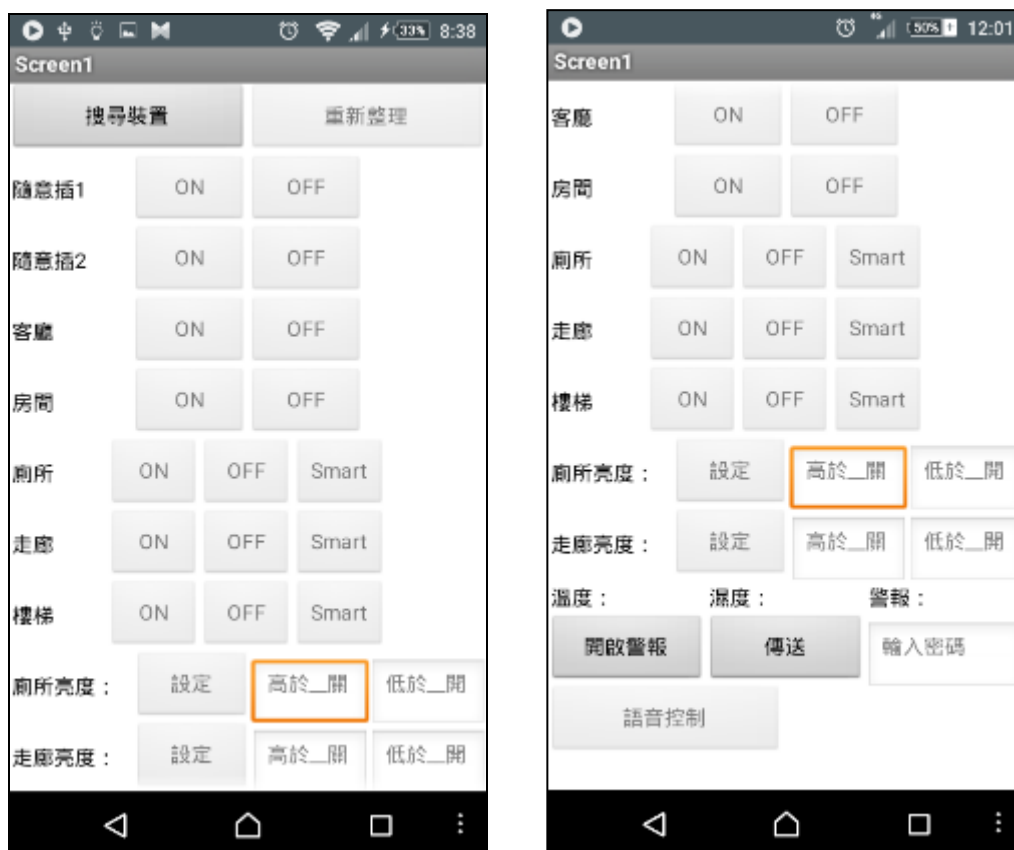 33% 8:38
Screen1
搜尋裝置 重新整理
隨意插1 ON OFF
隨意插2 ON OFF
客廳 ON OFF
房間 ON OFF
廁所 ON OFF Smart
走廊 ON OFF Smart
樓梯 ON OFF Smart
廁所亮度： 設定 高於__關 低於__開
走廊亮度： 設定 高於__關 低於__開
4G 50% 12:01
Screen1
客廳 ON OFF
房間 ON OFF
廁所 ON OFF Smart
走廊 ON OFF Smart
樓梯 ON OFF Smart
廁所亮度： 設定 高於__關 低於__開
走廊亮度： 設定 高於__關 低於__開
溫度： 濕度： 警報：
開啟警報 傳送 輸入密碼
語音控制